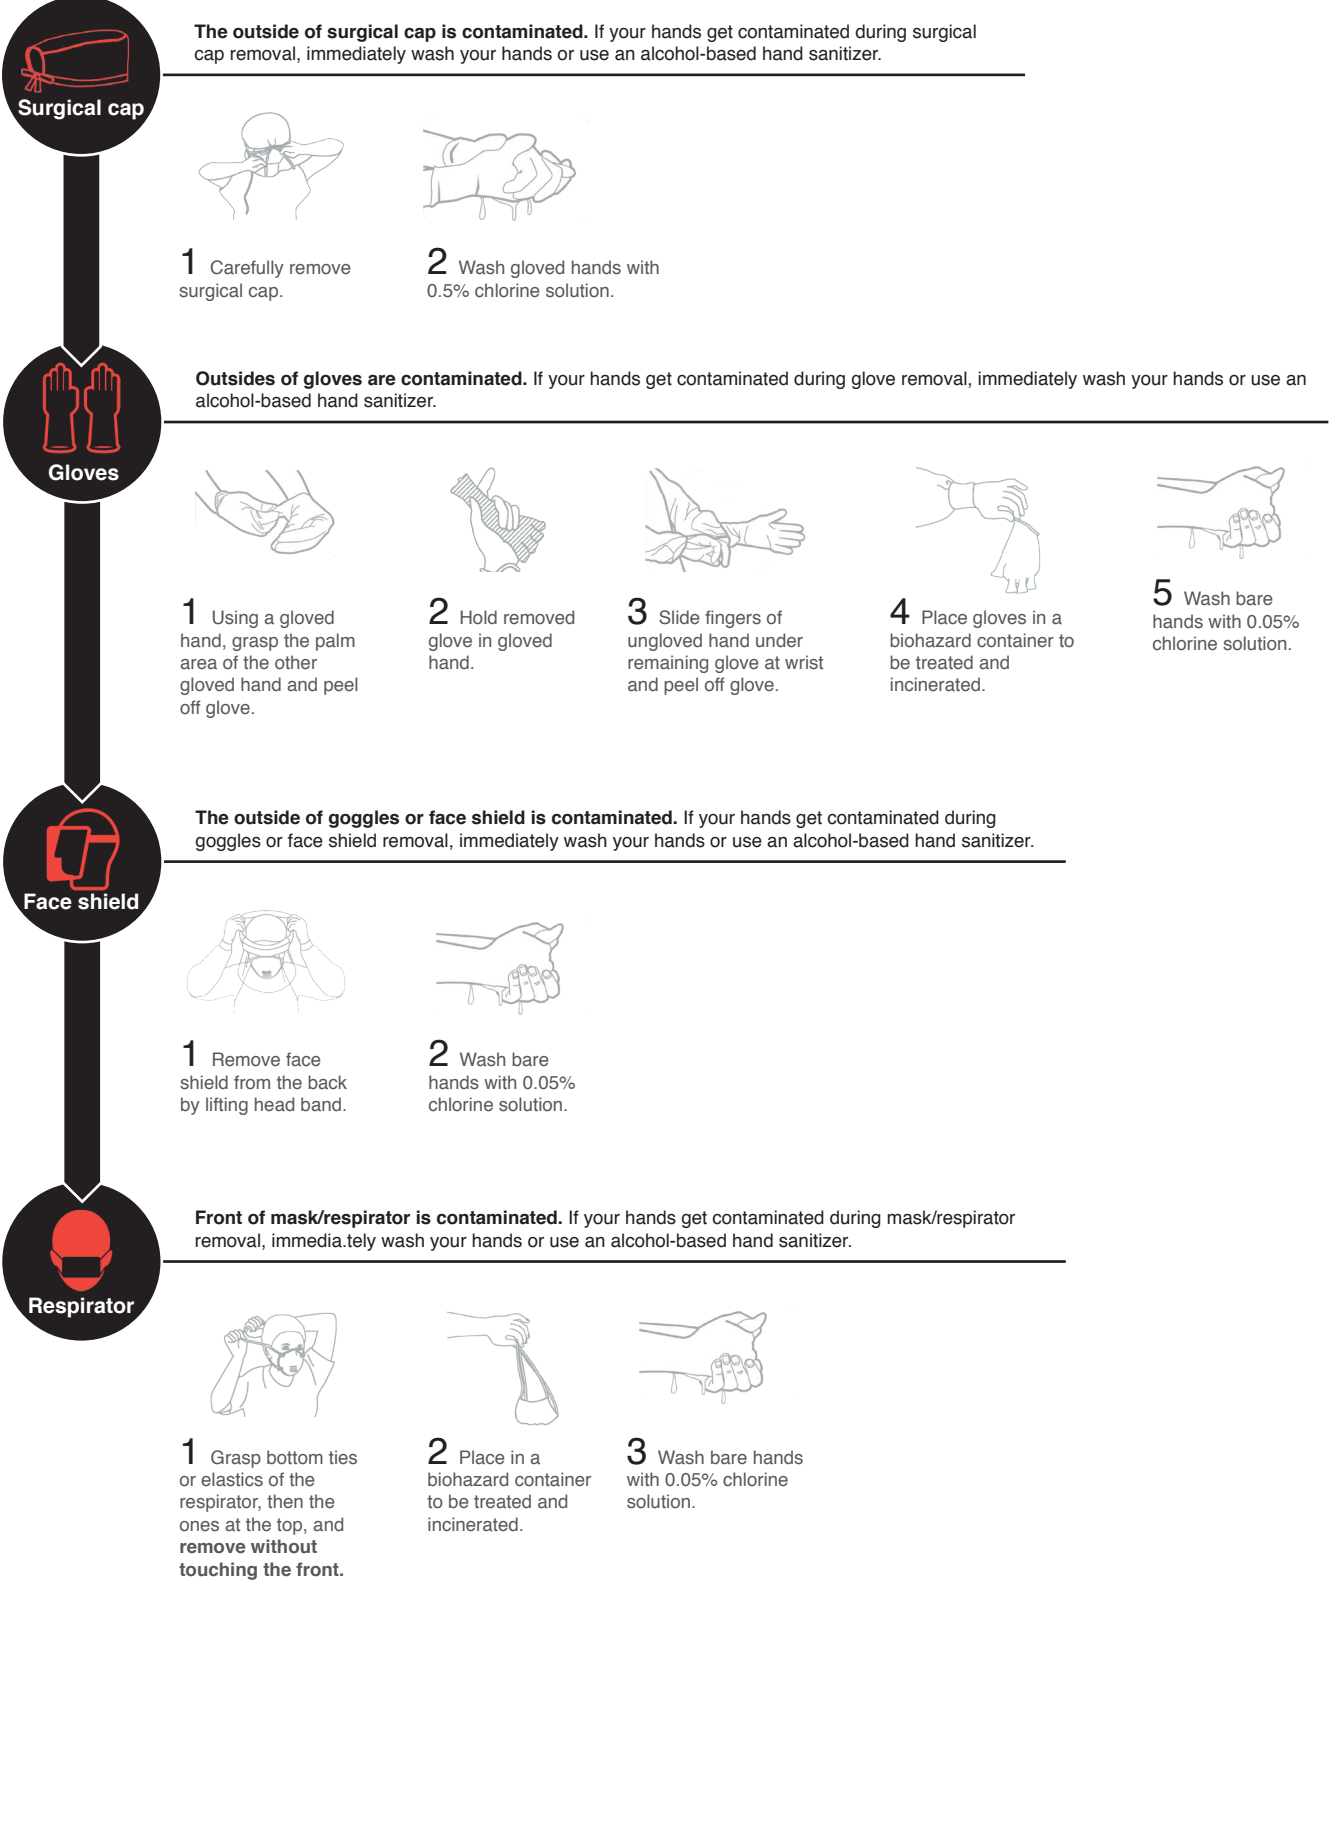 The outside of surgical cap is contaminated. If your hands get contaminated during surgical
cap removal, immediately wash your hands or use an alcohol-based hand sanitizer.
Surgical cap
1 Carefully remove
surgical cap.
2 Wash gloved hands with
0.5% chlorine solution.
Outsides of gloves are contaminated. If your hands get contaminated during glove removal, immediately wash your hands or use an
alcohol-based hand sanitizer.
Gloves
1 Using a gloved
hand, grasp the palm
area of the other
gloved hand and peel
off glove.
2 Hold removed
glove in gloved
hand.
3 Slide fingers of
ungloved hand under
remaining glove at wrist
and peel off glove.
4 Place gloves in a
biohazard container to
be treated and
incinerated.
5 Wash bare
hands with 0.05%
chlorine solution.
The outside of goggles or face shield is contaminated. If your hands get contaminated during
goggles or face shield removal, immediately wash your hands or use an alcohol-based hand sanitizer.
Face shield
1 Remove face
shield from the back
by lifting head band.
2 Wash bare
hands with 0.05%
chlorine solution.
Front of mask/respirator is contaminated. If your hands get contaminated during mask/respirator
removal, immedia.tely wash your hands or use an alcohol-based hand sanitizer.
Respirator
1 Grasp bottom ties
or elastics of the
respirator, then the
ones at the top, and
remove without
touching the front.
2 Place in a
biohazard container
to be treated and
incinerated.
3 Wash bare hands
with 0.05% chlorine
solution.